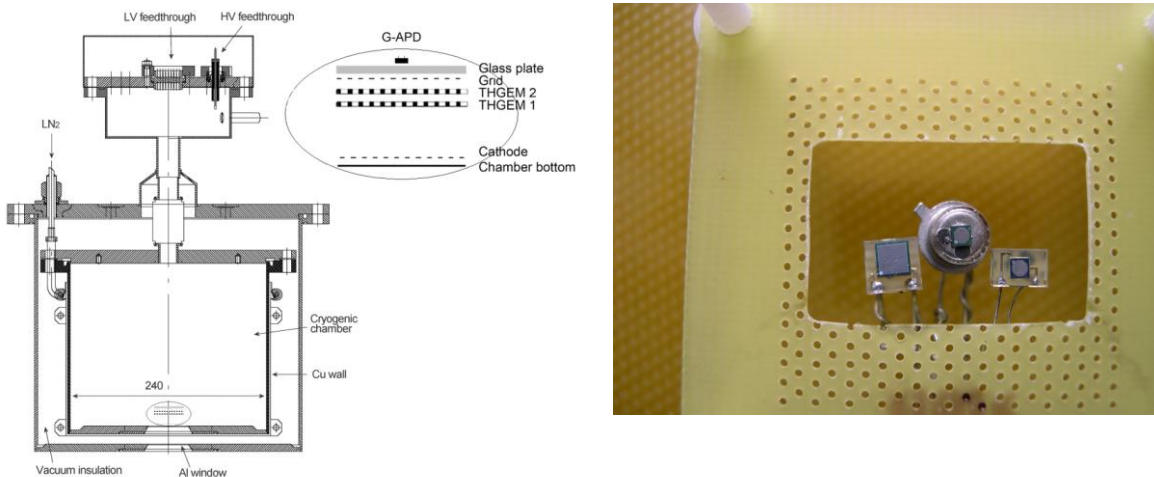 LV feedthrough
HV feedthrough
G-APD
Glass plate
Grid
THGEM 2
THGEM 1
Cathode
Chamber bottom
LN2
Cryogenic
chamber
Cu wall
240
Vacuum insulation
Al window